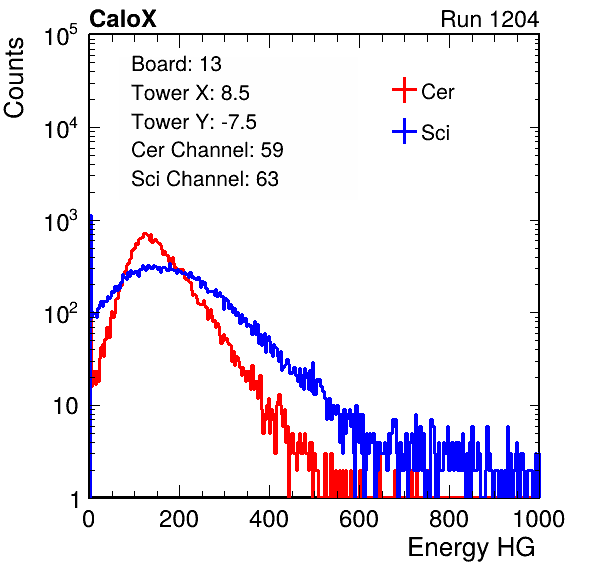 CaloX Run 1204
Counts
10^5
10^4
10^3
10^2
10
1
Board: 13
Tower X: 8.5
Tower Y: -7.5
Cer Channel: 59
Sci Channel: 63
Cer
Sci
0 200 400 600 800 1000
Energy HG